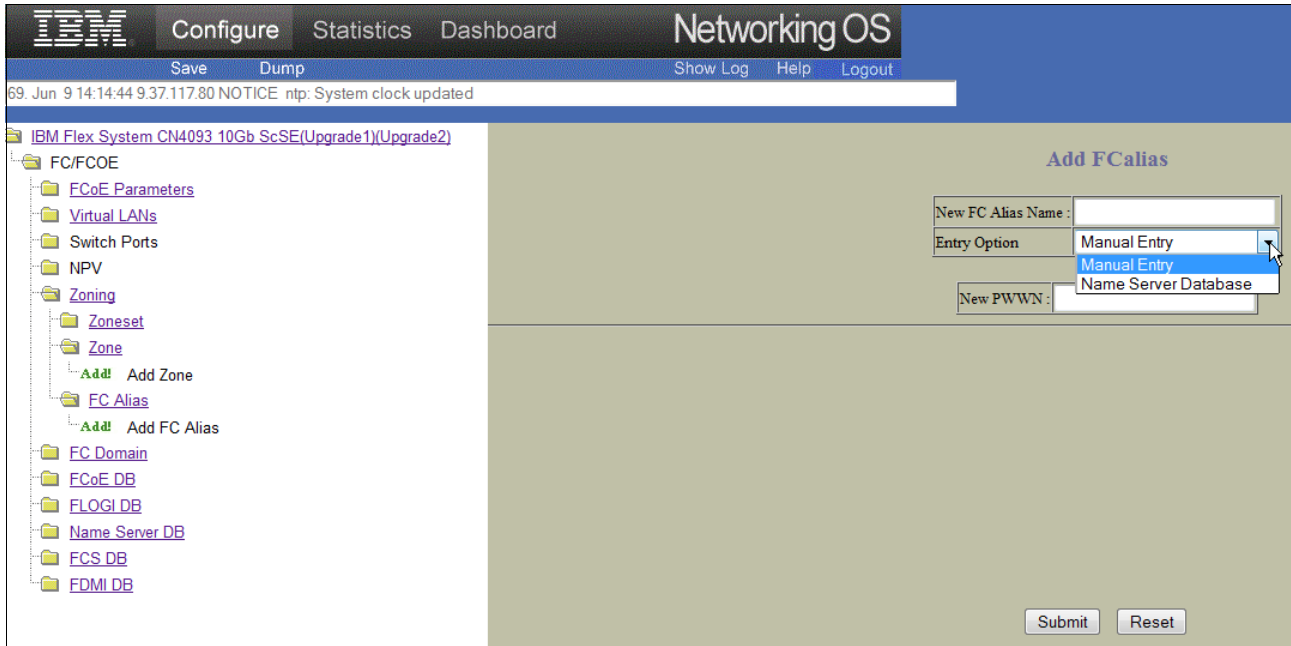 IBM. Configure Statistics Dashboard Networking OS
Save Dump Show Log Help Logout
69. Jun 9 14:14:44 9.37.117.80 NOTICE ntp: System clock updated
IBM Flex System CN4093 10Gb ScSE(Upgrade1)(Upgrade2)
FC/FCOE
FCoE Parameters
Virtual LANs
Switch Ports
NPV
Zoning
Zoneset
Zone
Add! Add Zone
FC Alias
Add! Add FC Alias
FC Domain
FCoE DB
FLOGI DB
Name Server DB
FCS DB
FDMI DB
Add FCalias
New FC Alias Name :
Entry Option Manual Entry
Manual Entry
Name Server Database
New PWWN :
Submit Reset